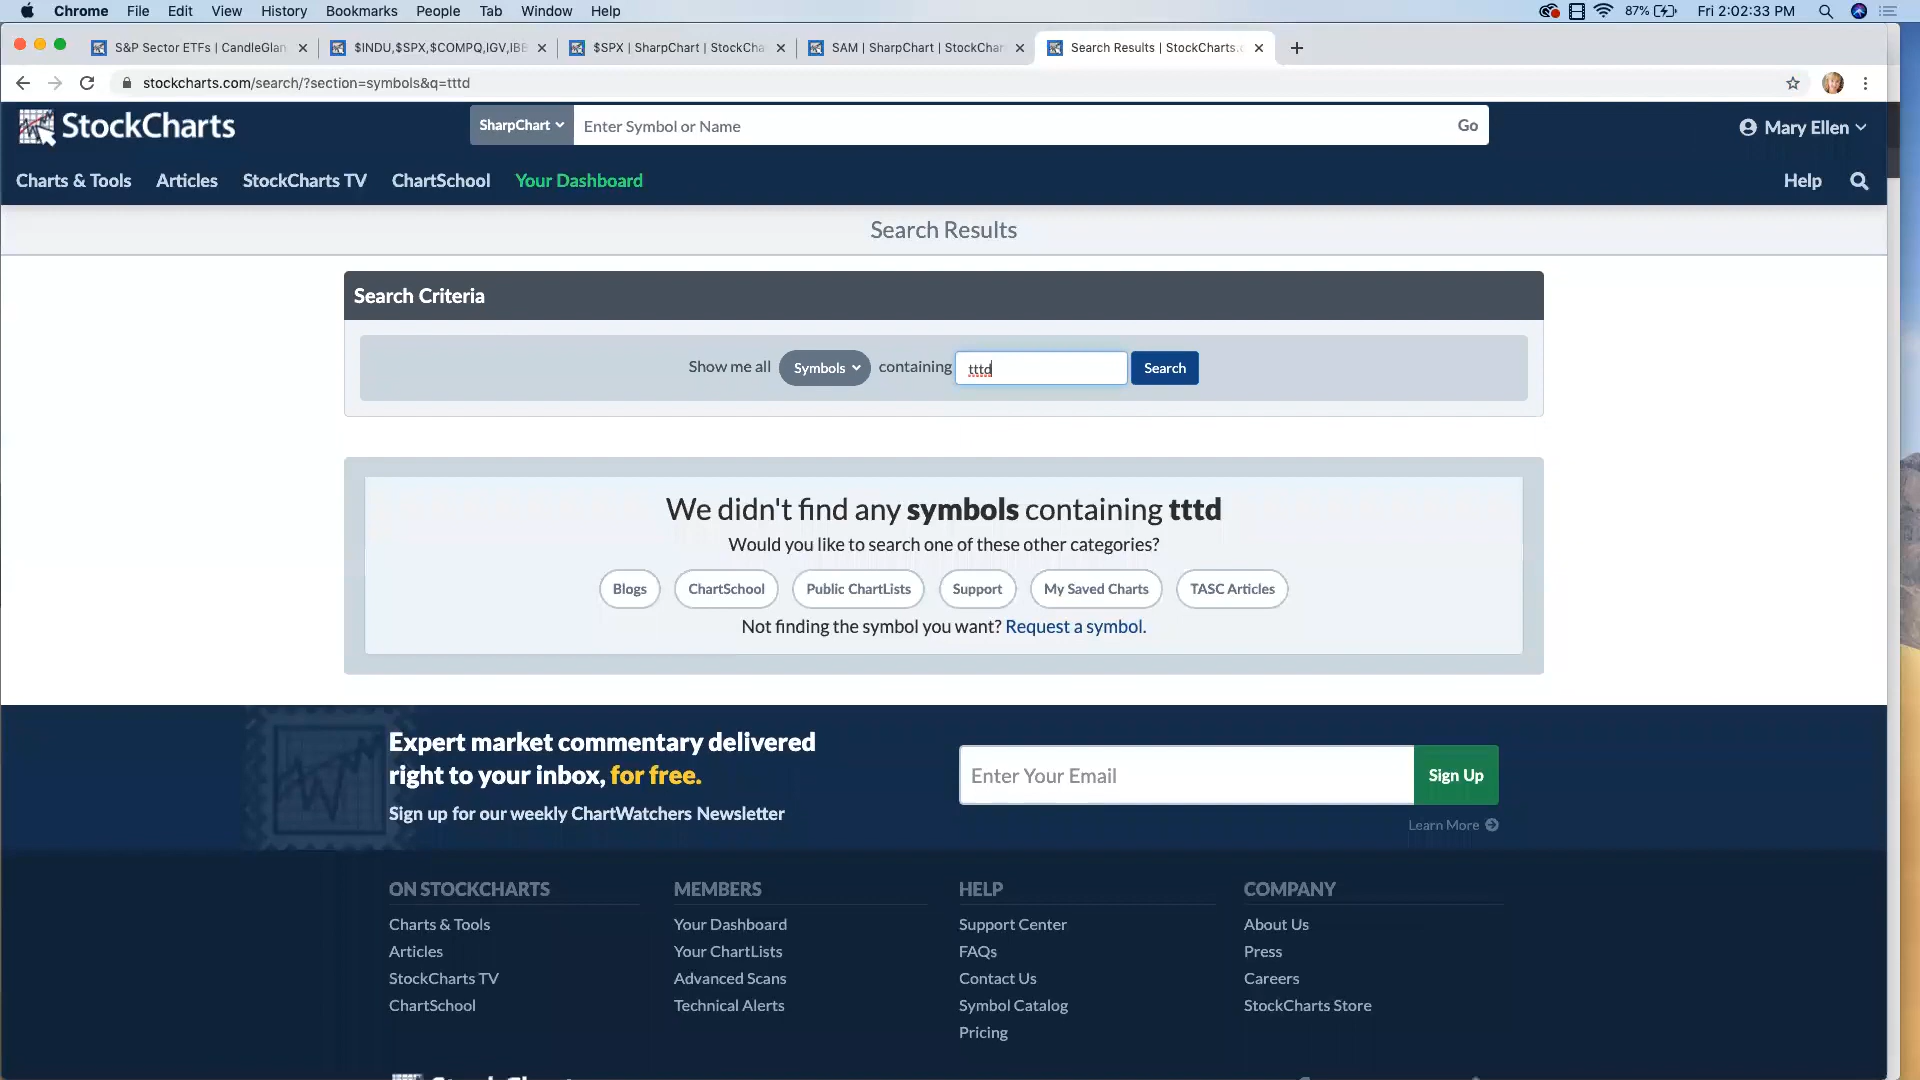 Chrome File Edit View History Bookmarks People Tab Window Help 87% Fri 2:02:33 PM
S&P Sector ETFs | CandleGlan $INDU,$SPX,$COMPQ,IGV,IBE $SPX | SharpChart | StockCha SAM | SharpChart | StockChar Search Results | StockCharts.c
stockcharts.com/search/?section=symbols&q=tttd
StockCharts SharpChart Enter Symbol or Name Go Mary Ellen
Charts & Tools Articles StockCharts TV ChartSchool Your Dashboard Help
Search Results
Search Criteria
Show me all Symbols containing tttd Search
We didn't find any symbols containing tttd
Would you like to search one of these other categories?
Blogs ChartSchool Public ChartLists Support My Saved Charts TASC Articles
Not finding the symbol you want? Request a symbol.
Expert market commentary delivered
right to your inbox, for free.
Sign up for our weekly ChartWatchers Newsletter
Enter Your Email Sign Up
Learn More
ON STOCKCHARTS MEMBERS HELP COMPANY
Charts & Tools Your Dashboard Support Center About Us
Articles Your ChartLists FAQs Press
StockCharts TV Advanced Scans Contact Us Careers
ChartSchool Technical Alerts Symbol Catalog StockCharts Store
Pricing